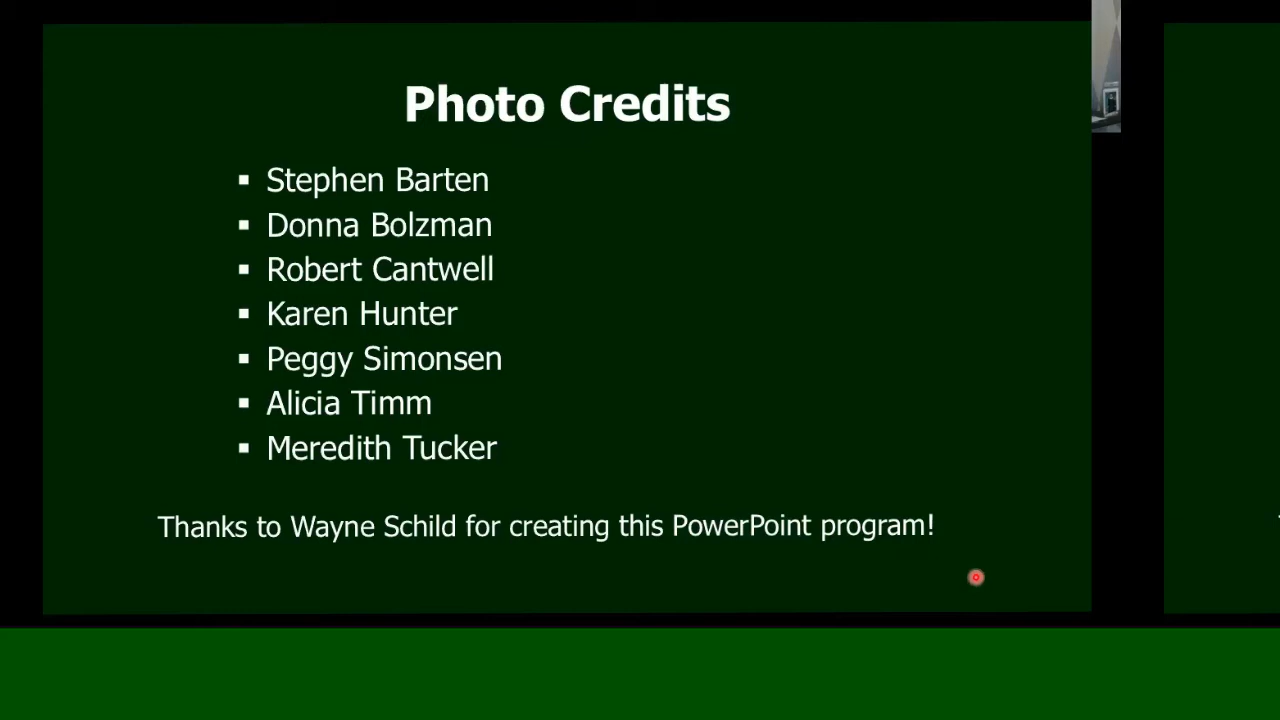 Photo Credits
▪ Stephen Barten
▪ Donna Bolzman
▪ Robert Cantwell
▪ Karen Hunter
▪ Peggy Simonsen
▪ Alicia Timm
▪ Meredith Tucker
Thanks to Wayne Schild for creating this PowerPoint program!